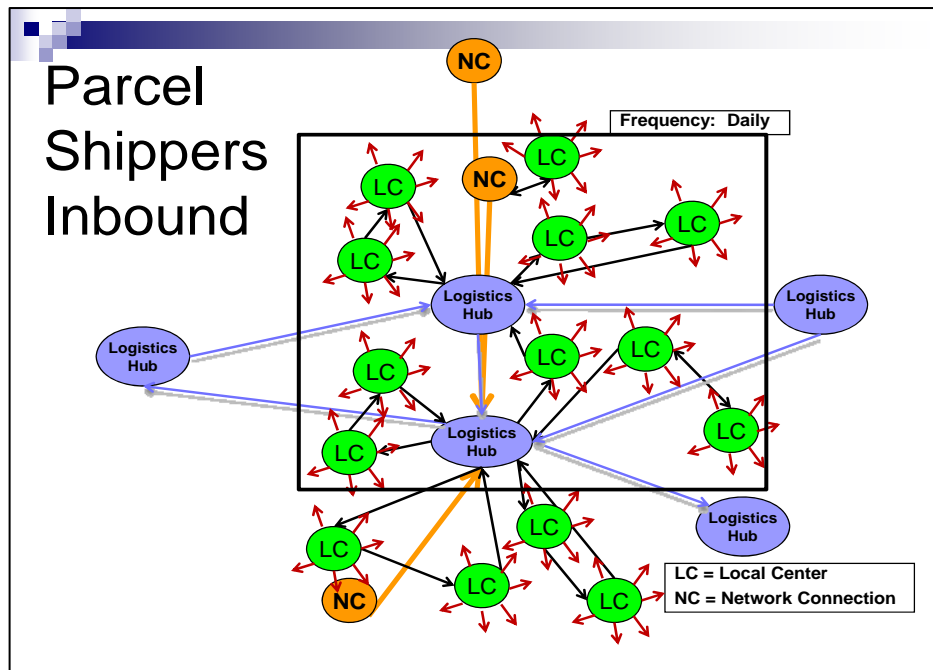 Parcel
Shippers
Inbound
NC
Frequency: Daily
LC
LC
NC
LC
LC
LC
Logistics
Hub
Logistics
Hub
Logistics
Hub
LC
LC
LC
LC
LC
Logistics
Hub
LC
LC
Logistics
Hub
LC
LC
NC
LC = Local Center
NC = Network Connection